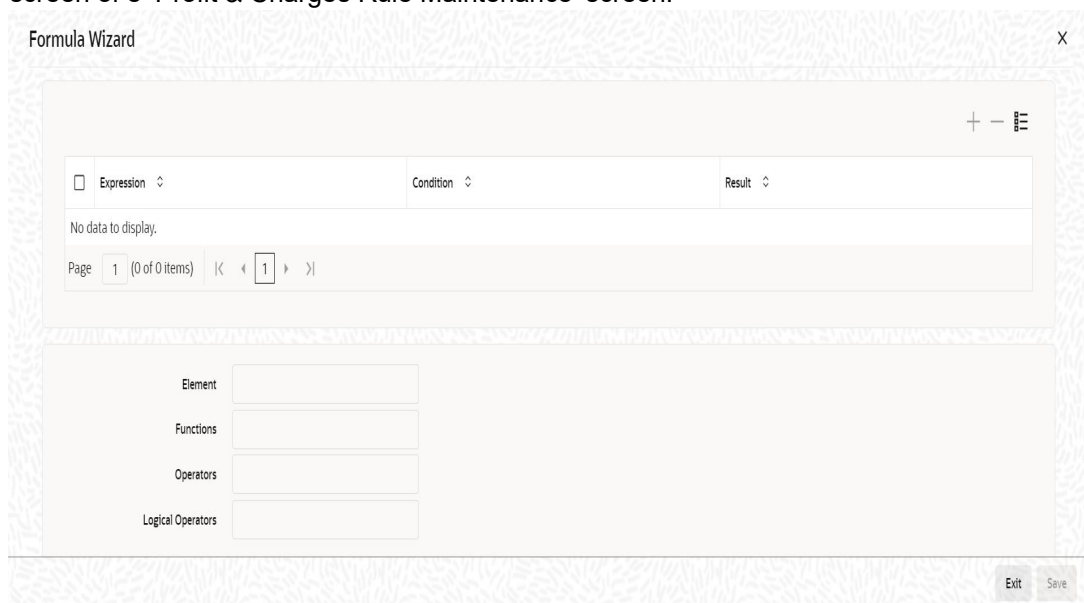 Formula Wizard X
Expression Condition Result
No data to display.
Page 1 (0 of 0 items) 1
Element
Functions
Operators
Logical Operators
Exit Save